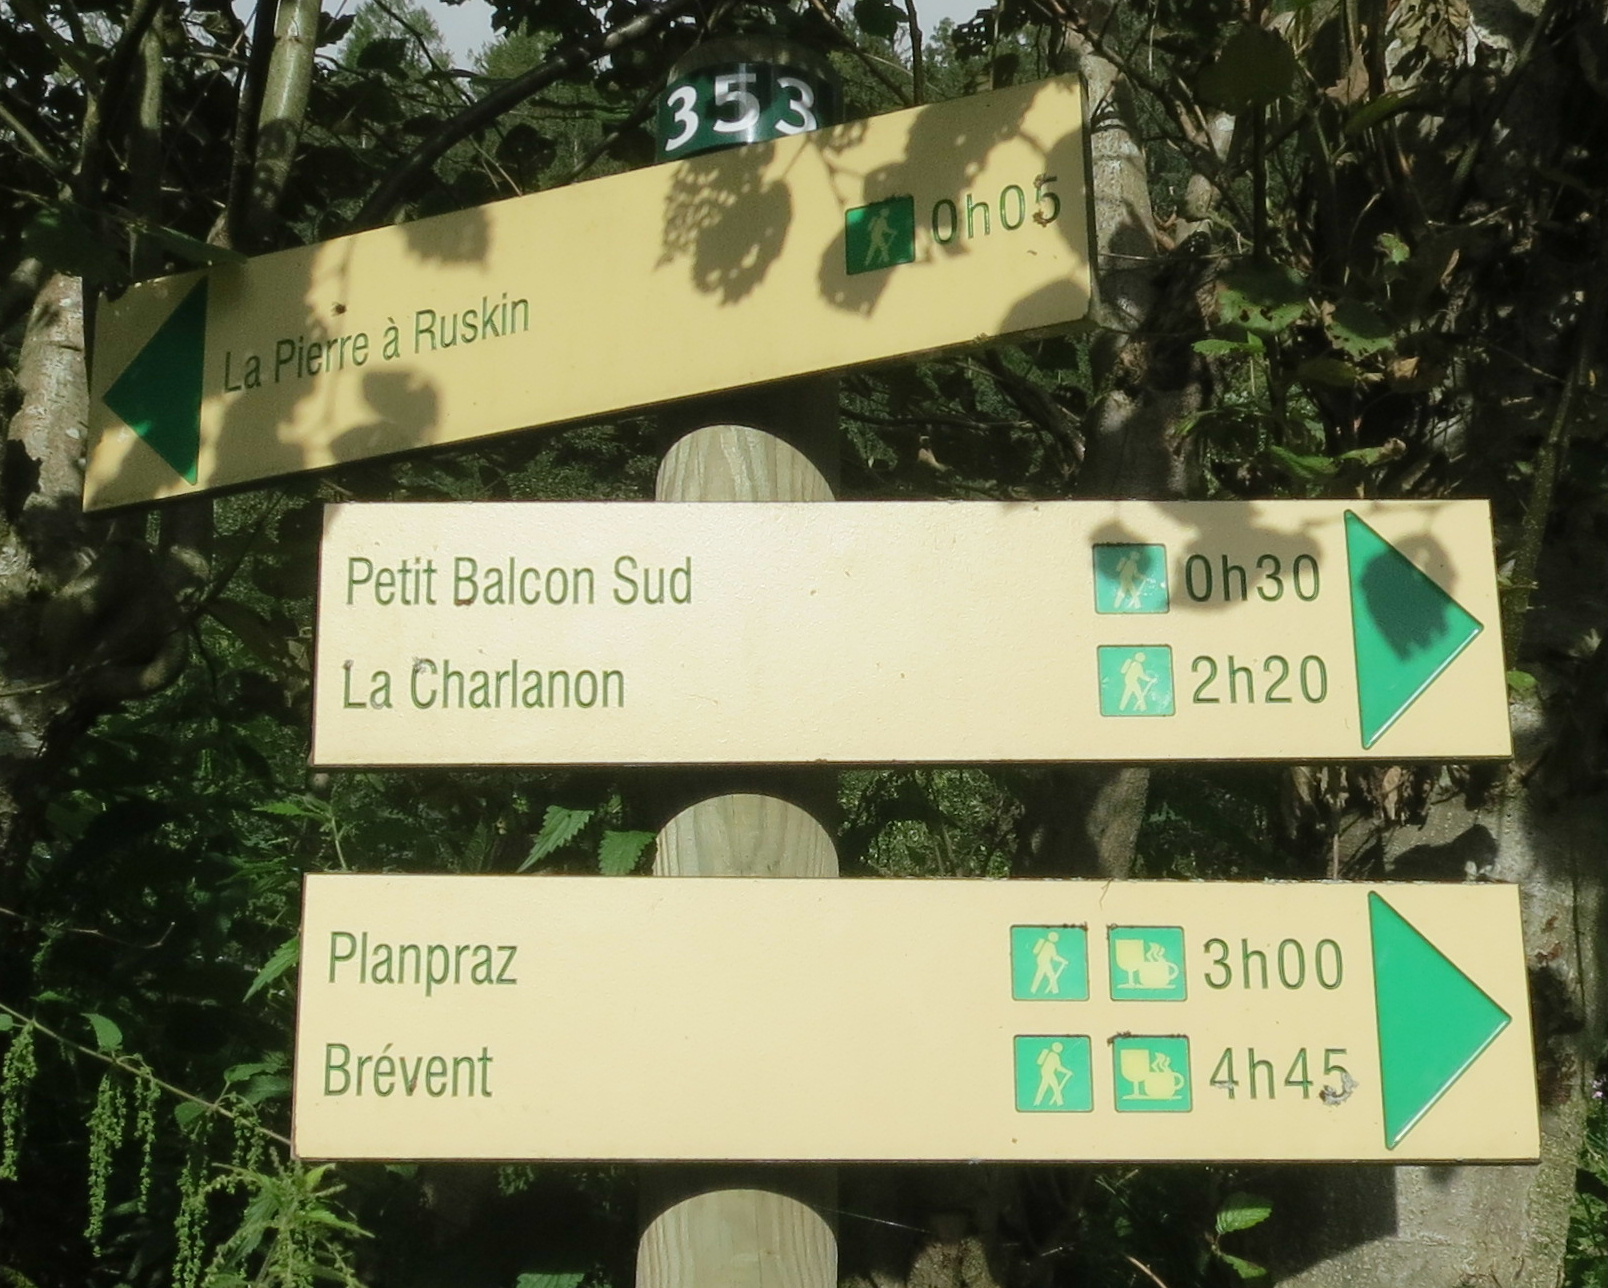 353
La Pierre à Ruskin 0h05
Petit Balcon Sud 0h30
La Charlanon 2h20
Planpraz 3h00
Brévent 4h45